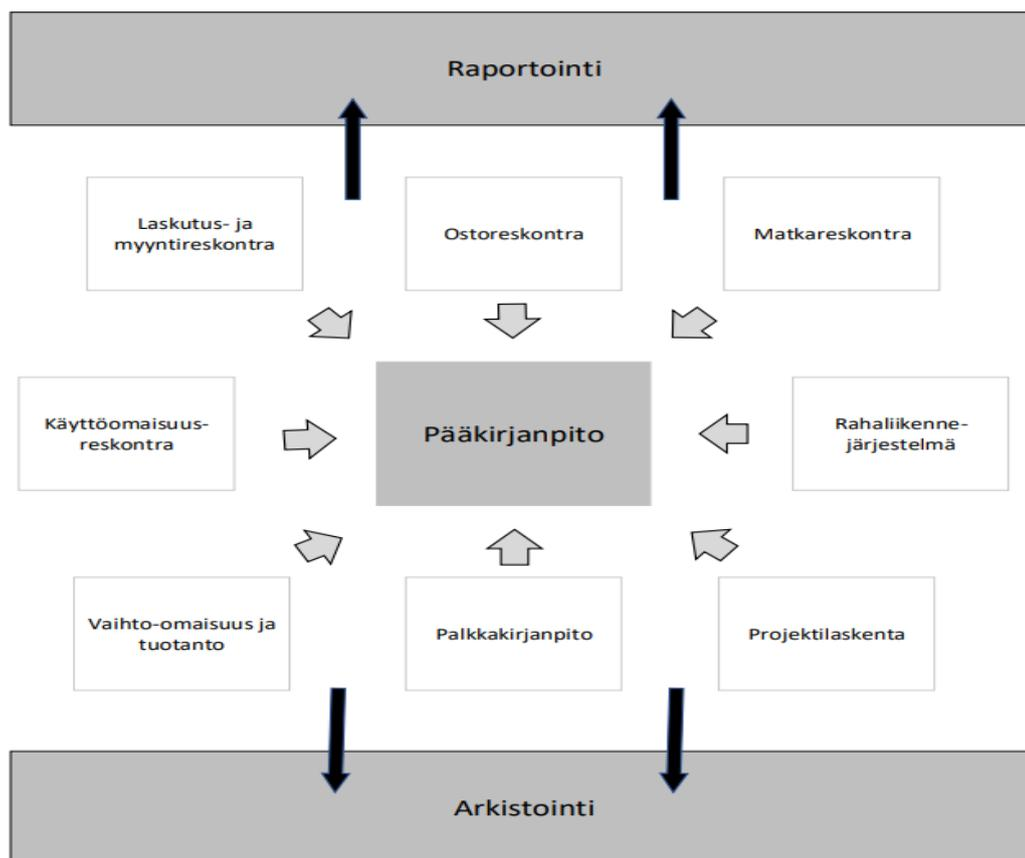 Raportointi
Laskutus- ja
myyntireskontra
Ostoreskontra
Matkareskontra
Käyttöomaisuus-
reskontra
Pääkirjanpito
Rahaliikenne-
järjestelmä
Vaihto-omaisuus ja
tuotanto
Palkkakirjanpito
Projektilaskenta
Arkistointi